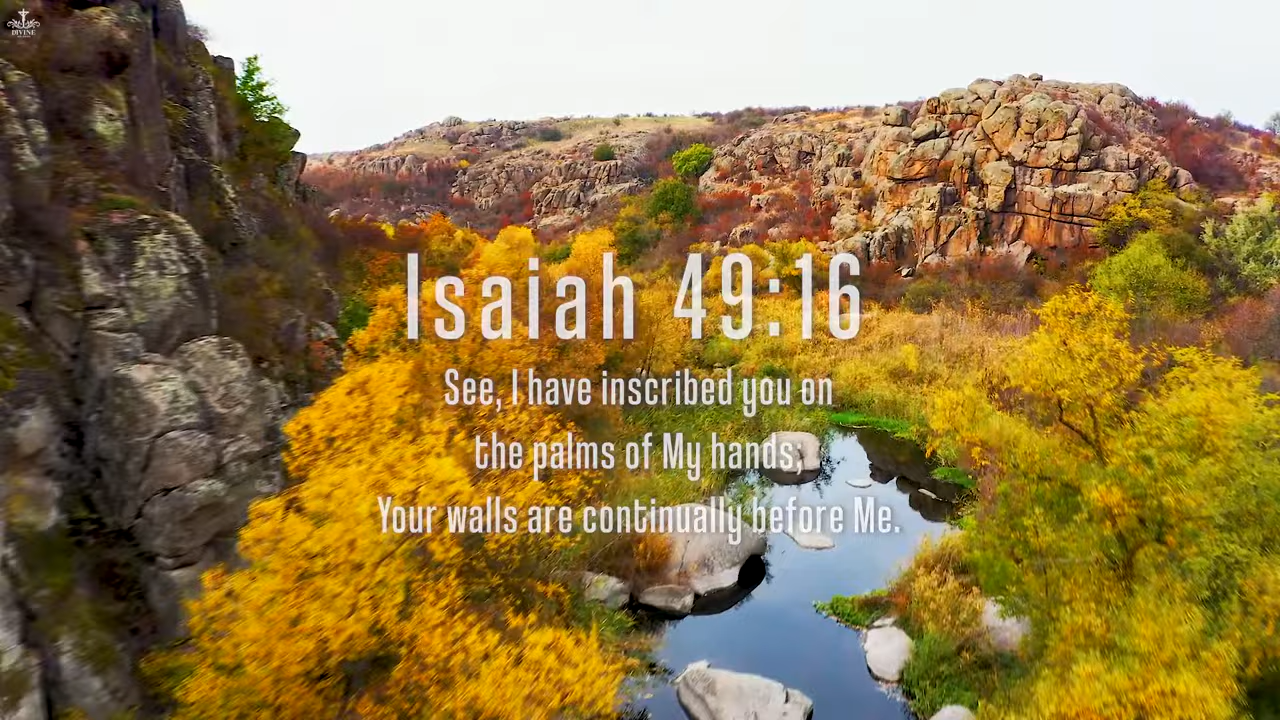 DIVINE
Isaiah 49:16
See, I have inscribed you on
the palms of My hands;
Your walls are continually before Me.